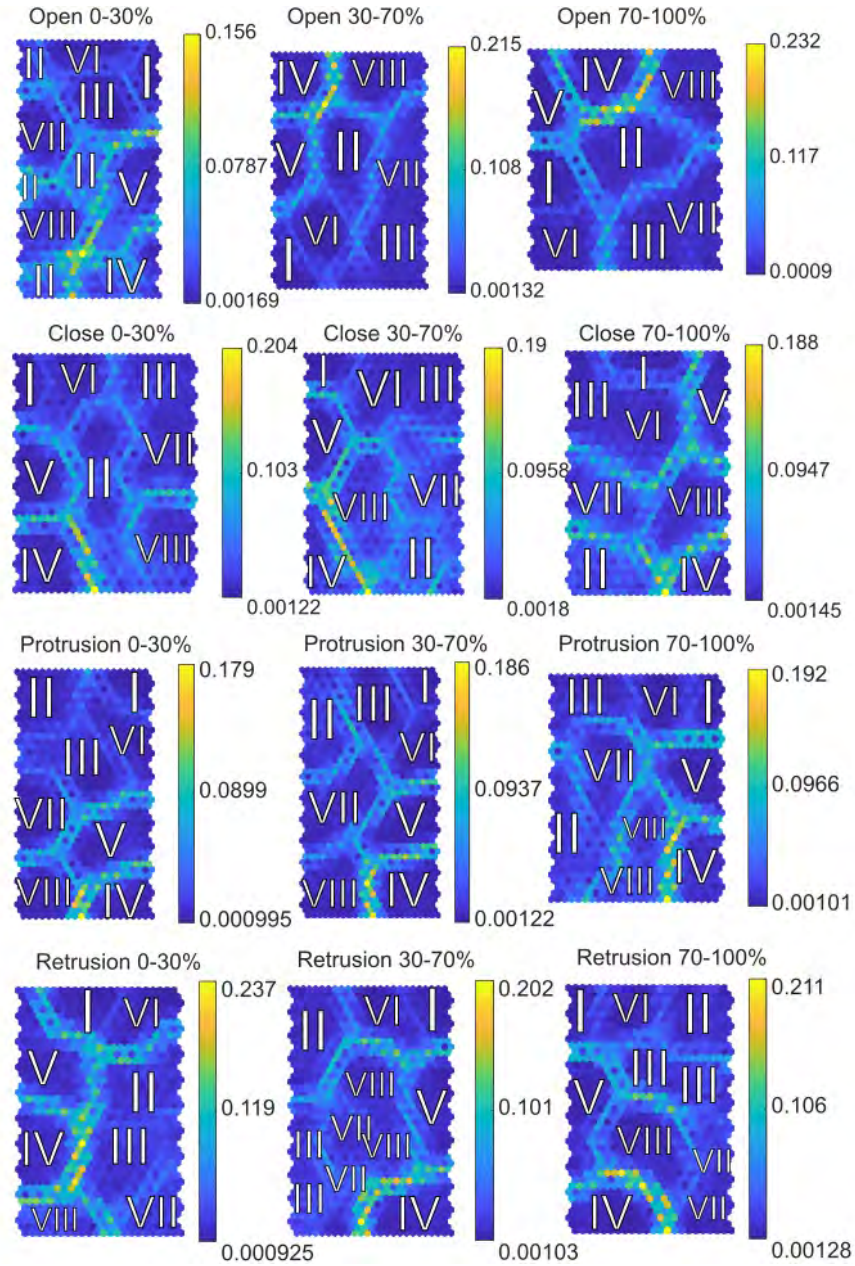 Open 0-30% Open 30-70% Open 70-100%
0.156 0.215 0.232
II VI I IV VIII IV VIII
III V
VII II II
II V V VII I
0.0787 0.108 0.117
VIII VI III VI III VII
II IV I
0.00169 0.00132 0.0009
Close 0-30% Close 30-70% Close 70-100%
0.204 0.19 0.188
I VI III I VI III I V
V III VI
VII
V II VIII VII VII VIII
0.103 0.0958 0.0947
IV VIII IV II II IV
0.00122 0.0018 0.00145
Protrusion 0-30% Protrusion 30-70% Protrusion 70-100%
0.179 0.186 0.192
II I III I III VI I
III VI II VI VII V
VII V VII V VIII
0.0899 0.0937 0.0966
II
VIII IV VIII IV VIII IV
0.000995 0.00122 0.00101
Retrusion 0-30% Retrusion 30-70% Retrusion 70-100%
0.237 0.202 0.211
I VI II VI I I VI II
V II VIII V V III III
0.119 0.101 0.106
IV III III VII VIII VIII VII
VIII VII III VII IV IV VII
0.000925 0.00103 0.00128